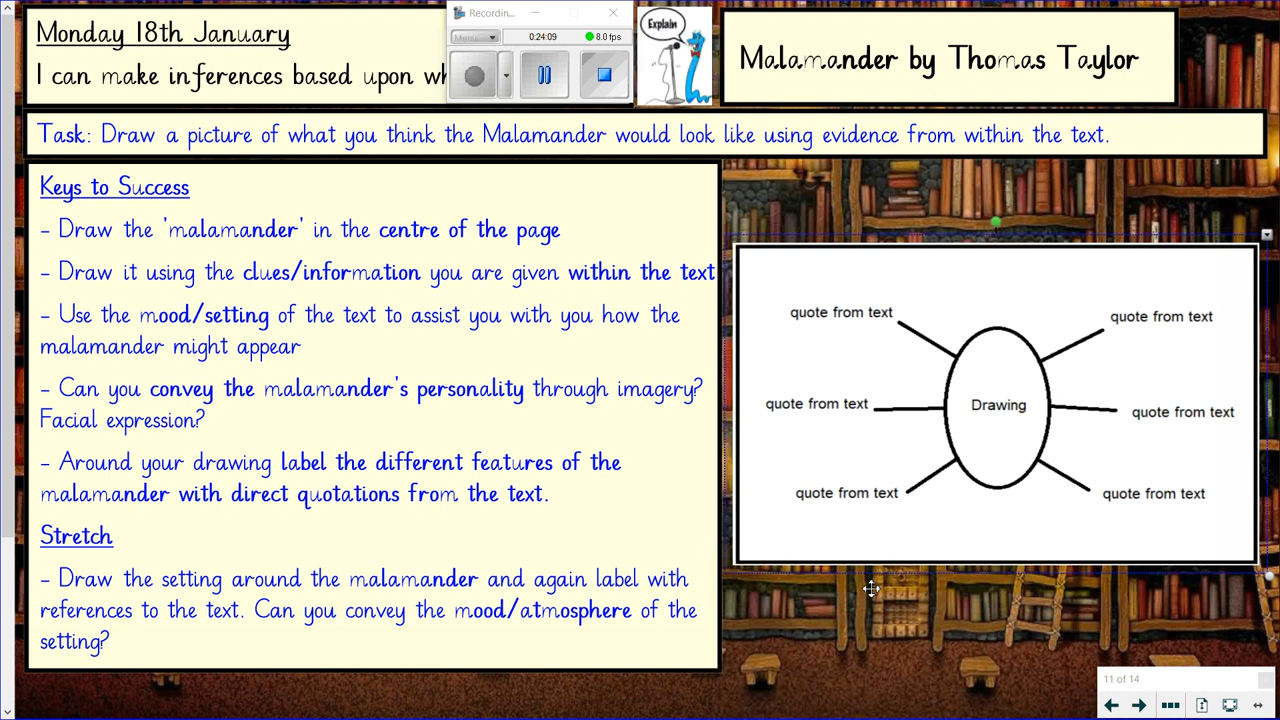 Monday 18th January
I can make inferences based upon wh
Recordin...
Menu
0:24:09
8.0 fps
Explain
Malamander by Thomas Taylor
Task: Draw a picture of what you think the Malamander would look like using evidence from within the text.
Keys to Success
- Draw the 'malamander' in the centre of the page
- Draw it using the clues/information you are given within the text
- Use the mood/setting of the text to assist you with you how the
malamander might appear
- Can you convey the malamander's personality through imagery?
Facial expression?
- Around your drawing label the different features of the
malamander with direct quotations from the text.
Stretch
- Draw the setting around the malamander and again label with
references to the text. Can you convey the mood/atmosphere of the
setting?
quote from text
quote from text
quote from text
Drawing
quote from text
quote from text
quote from text
11 of 14